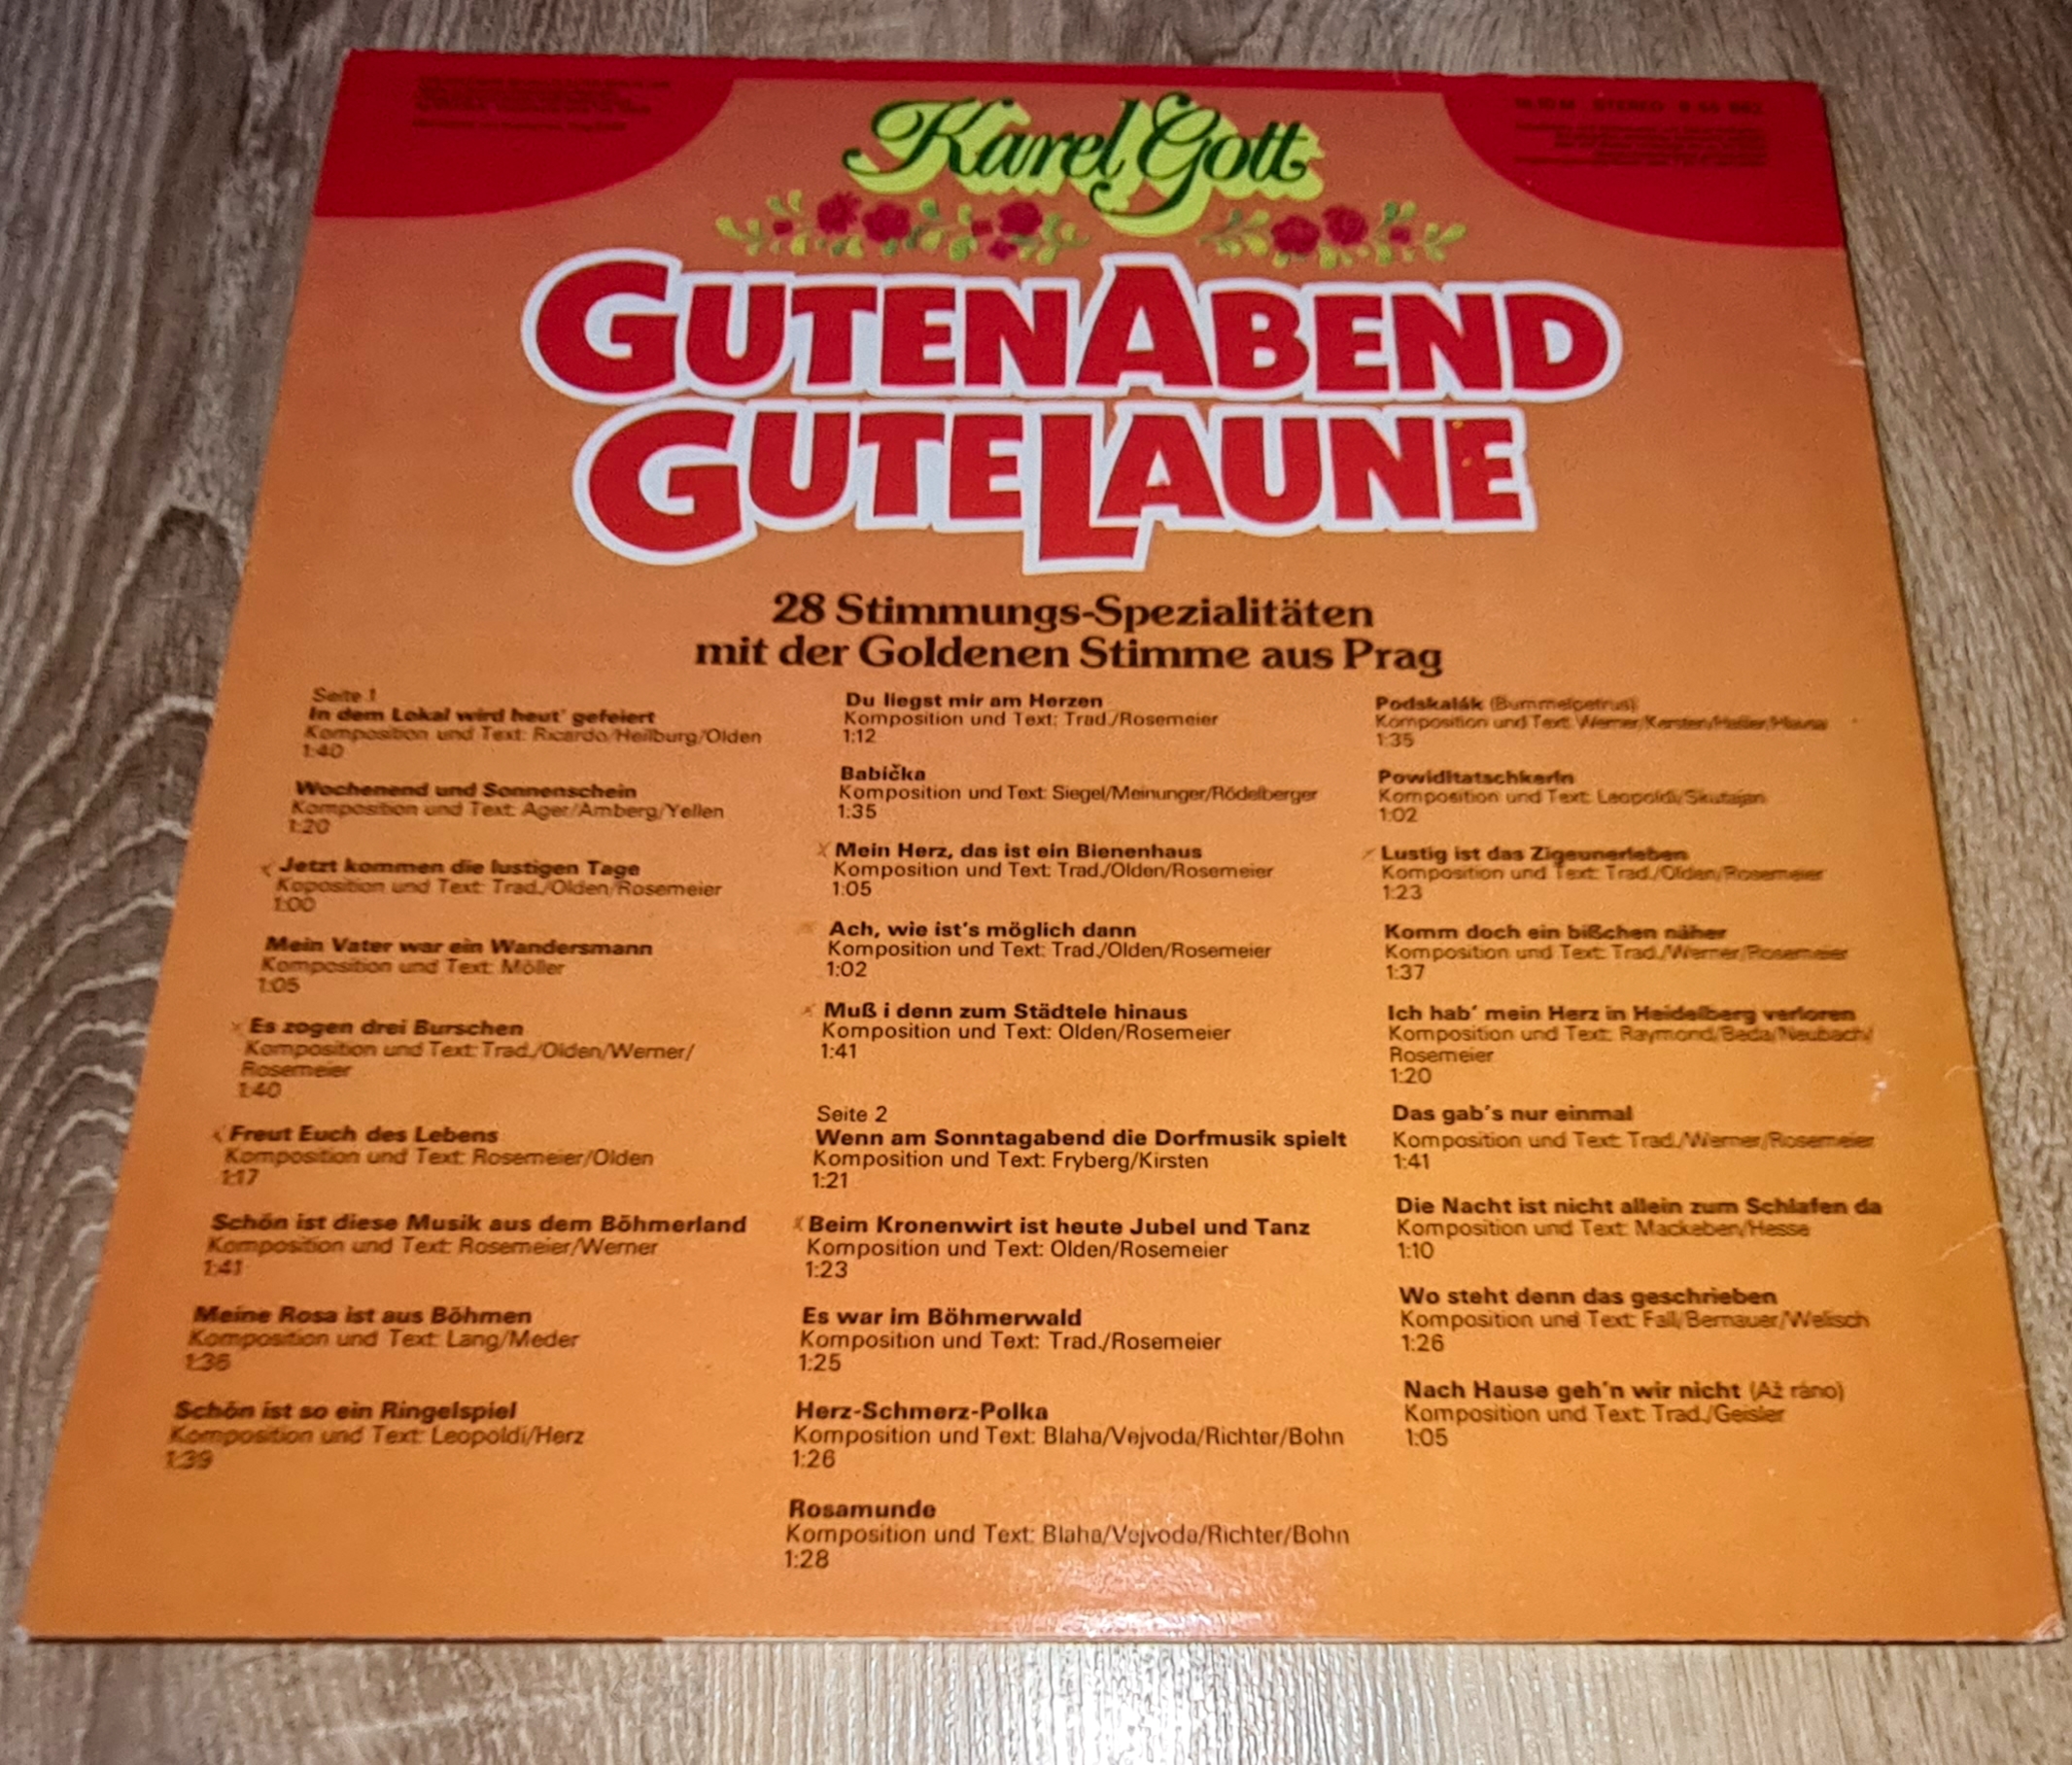 STEREO
Karel Gott
GUTEN ABEND
GUTE LAUNE
28 Stimmungs-Spezialitäten
mit der Goldenen Stimme aus Prag
Seite 1
In dem Lokal wird heut' gefeiert
Komposition und Text: Ricardo/Heilburg/Olden
1:40
Wochenend und Sonnenschein
Komposition und Text: Ager/Amberg/Yellen
1:20
Jetzt kommen die lustigen Tage
Koposition und Text: Trad./Olden/Rosemeier
1:00
Mein Vater war ein Wandersmann
Komposition und Text: Möller
1:05
Es zogen drei Burschen
Komposition und Text: Trad./Olden/Werner/
Rosemeier
1:40
Freut Euch des Lebens
Komposition und Text: Rosemeier/Olden
1:17
Schön ist diese Musik aus dem Böhmerland
Komposition und Text: Rosemeier/Werner
1:41
Meine Rosa ist aus Böhmen
Komposition und Text: Lang/Meder
1:36
Schön ist so ein Ringelspiel
Komposition und Text: Leopoldi/Herz
1:39
Du liegst mir am Herzen
Komposition und Text: Trad./Rosemeier
1:12
Babička
Komposition und Text: Siegel/Meinunger/Rödelberger
1:35
Mein Herz, das ist ein Bienenhaus
Komposition und Text: Trad./Olden/Rosemeier
1:05
Ach, wie ist's möglich dann
Komposition und Text: Trad./Olden/Rosemeier
1:02
Muß i denn zum Städtele hinaus
Komposition und Text: Olden/Rosemeier
1:41
Seite 2
Wenn am Sonntagabend die Dorfmusik spielt
Komposition und Text: Fryberg/Kirsten
1:21
Beim Kronenwirt ist heute Jubel und Tanz
Komposition und Text: Olden/Rosemeier
1:23
Es war im Böhmerwald
Komposition und Text: Trad./Rosemeier
1:25
Herz-Schmerz-Polka
Komposition und Text: Blaha/Vejvoda/Richter/Bohn
1:26
Rosamunde
Komposition und Text: Blaha/Vejvoda/Richter/Bohn
1:28
Podskalák (Bummelpetrus)
Komposition und Text: Werner/Kersten/Haller/
1:35
Powidltatschkerln
Komposition und Text: Leopoldi/
1:02
Lustig ist das Zigeunerleben
Komposition und Text: Trad./Olden/Rosemeier
1:23
Komm doch ein bißchen näher
Komposition und Text: Trad./Werner/Rosemeier
1:37
Ich hab' mein Herz in Heidelberg verloren
Komposition und Text: Raymond/Beda/Neubach/
Rosemeier
1:20
Das gab's nur einmal
Komposition und Text: Trad./Werner/Rosemeier
1:41
Die Nacht ist nicht allein zum Schlafen da
Komposition und Text: Mackeben/Hesse
1:10
Wo steht denn das geschrieben
Komposition und Text: Fall/Bernauer/Welisch
1:26
Nach Hause geh'n wir nicht (Až ráno)
Komposition und Text: Trad./Geisler
1:05